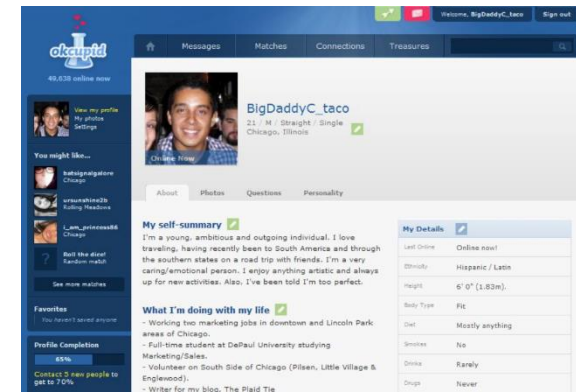 Welcome, BigDaddyC_taco
Sign out
okcupid
Messages
Matches
Connections
Treasures
49,638 online now
View my profile
My photos
Settings
You might like...
batsignalgalore
Chicago
ursunshine2b
Rolling Meadows
i_am_princess86
Chicago
?
Roll the dice!
Random match
See more matches
Favorites
You haven't saved anyone
Profile Completion
65%
Contact 5 new people to
get to 70%
Online Now
BigDaddyC_taco
21 / M / Straight / Single
Chicago, Illinois
About
Photos
Questions
Personality
My self-summary
I'm a young, ambitious and outgoing individual. I love
traveling, having recently been to South America and through
the southern states on a road trip with friends. I'm a very
caring/emotional person. I enjoy anything artistic and always
up for new activities. Also, I've been told I'm too perfect.
What I'm doing with my life
- Working two marketing jobs in downtown and Lincoln Park
areas of Chicago.
- Full-time student at DePaul University studying
Marketing/Sales.
- Volunteer on South Side of Chicago (Pilsen, Little Village &
Englewood).
- Writer for my blog, The Plaid Tie
My Details
Last Online
Online now!
Ethnicity
Hispanic / Latin
Height
6' 0" (1.83m).
Body Type
Fit
Diet
Mostly anything
Smokes
No
Drinks
Rarely
Drugs
Never